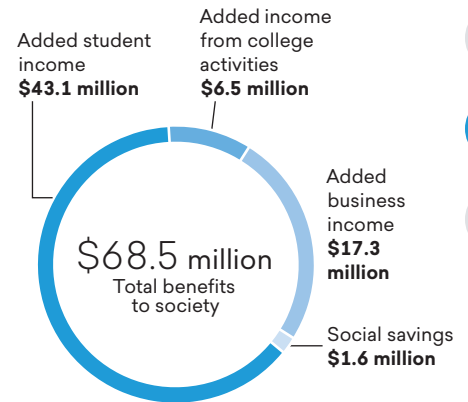 Added student
income
$43.1 million
Added income
from college
activities
$6.5 million
Added
business
income
$17.3
million
$68.5 million
Total benefits
to society
Social savings
$1.6 million